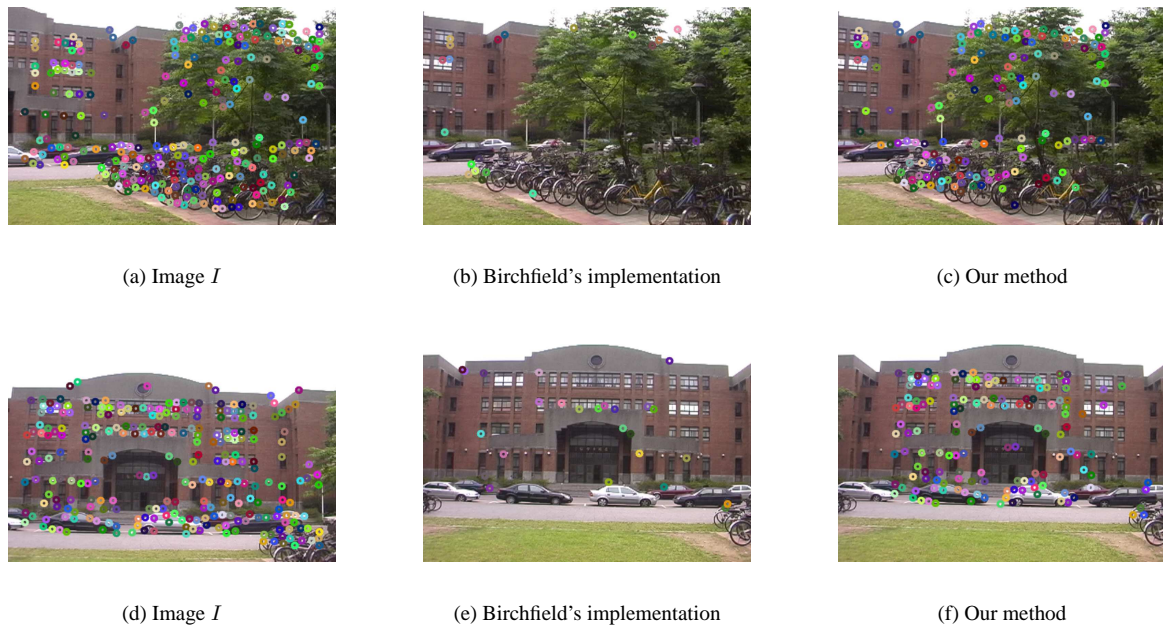 (a) Image I
(b) Birchfield's implementation
(c) Our method
(d) Image I
(e) Birchfield's implementation
(f) Our method